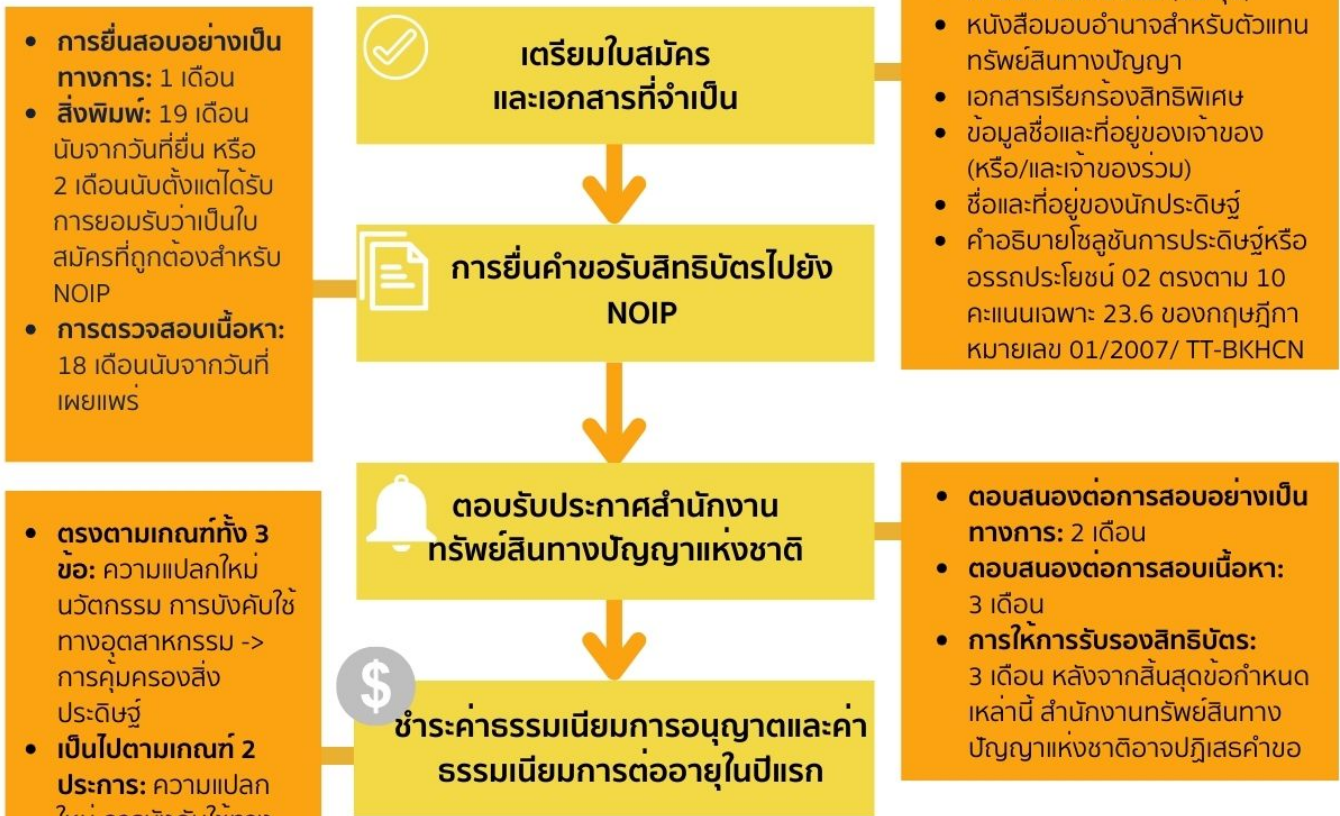 เตรียมใบสมัคร
และเอกสารที่จำเป็น
หนังสือมอบอำนาจสำหรับตัวแทน
ทรัพย์สินทางปัญญา
เอกสารเรียกร้องสิทธิพิเศษ
ข้อมูลชื่อและที่อยู่ของเจ้าของ
(หรือ/และเจ้าของร่วม)
ชื่อและที่อยู่ของนักประดิษฐ์
คำอธิบายโซลูชันการประดิษฐ์หรือ
อรรถประโยชน์ 02 ตรงตาม 10
คะแนนเฉพาะ 23.6 ของกฤษฎีกา
หมายเลข 01/2007/ TT-BKHCN
การยื่นคำขอรับสิทธิบัตรไปยัง
NOIP
การยื่นสอบอย่างเป็น
ทางการ: 1 เดือน
สิ่งพิมพ์: 19 เดือน
นับจากวันที่ยื่น หรือ
2 เดือนนับตั้งแต่ได้รับ
การยอมรับว่าเป็นใบ
สมัครที่ถูกต้องสำหรับ
NOIP
การตรวจสอบเนื้อหา:
18 เดือนนับจากวันที่
เผยแพร่
ตอบรับประกาศสำนักงาน
ทรัพย์สินทางปัญญาแห่งชาติ
ตอบสนองต่อการสอบอย่างเป็น
ทางการ: 2 เดือน
ตอบสนองต่อการสอบเนื้อหา:
3 เดือน
การให้การรับรองสิทธิบัตร:
3 เดือน หลังจากสิ้นสุดข้อกำหนด
เหล่านี้ สำนักงานทรัพย์สินทาง
ปัญญาแห่งชาติอาจปฏิเสธคำขอ
$
ชำระค่าธรรมเนียมการอนุญาตและค่า
ธรรมเนียมการต่ออายุในปีแรก
ตรงตามเกณฑ์ทั้ง 3
ข้อ: ความแปลกใหม่
นวัตกรรม การบังคับใช้
ทางอุตสาหกรรม ->
การคุ้มครองสิ่ง
ประดิษฐ์
เป็นไปตามเกณฑ์ 2
ประการ: ความแปลก